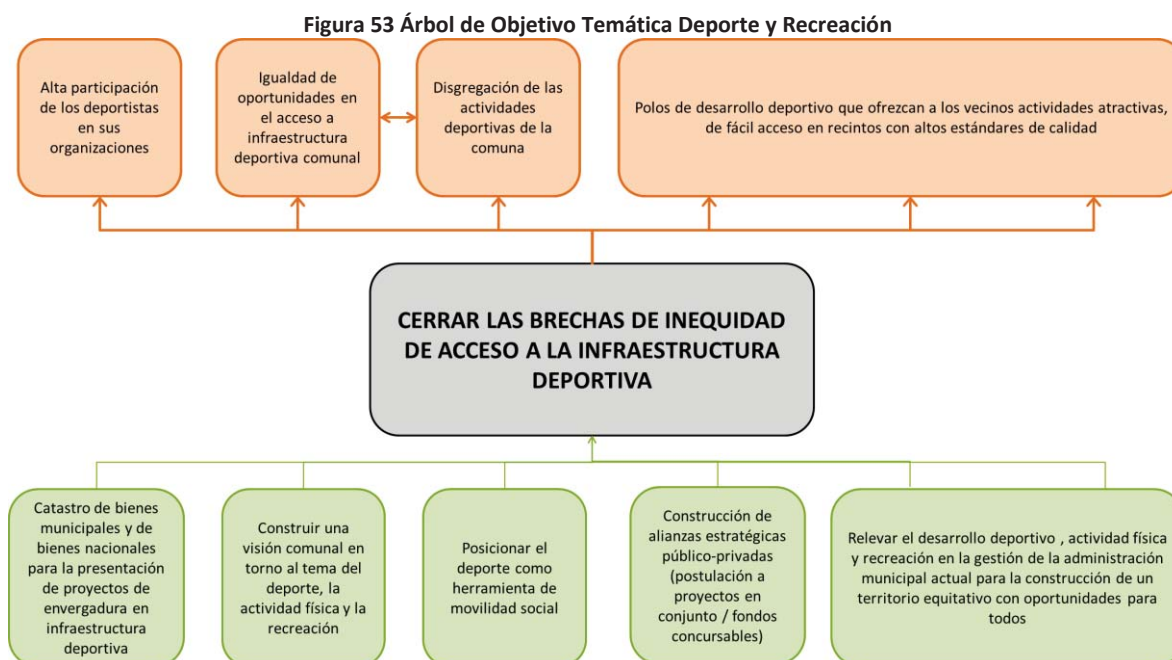 Figura 53 Árbol de Objetivo Temática Deporte y Recreación
Alta participación
de los deportistas
en sus
organizaciones
Igualdad de
oportunidades en
el acceso a
infraestructura
deportiva comunal
Disgregación de las
actividades
deportivas de la
comuna
Polos de desarrollo deportivo que ofrezcan a los vecinos actividades atractivas,
de fácil acceso en recintos con altos estándares de calidad
CERRAR LAS BRECHAS DE INEQUIDAD
DE ACCESO A LA INFRAESTRUCTURA
DEPORTIVA
Catastro de bienes
municipales y de
bienes nacionales
para la presentación
de proyectos de
envergadura en
infraestructura
deportiva
Construir una
visión comunal en
torno al tema del
deporte, la
actividad física y la
recreación
Posicionar el
deporte como
herramienta de
movilidad social
Construcción de
alianzas estratégicas
público-privadas
(postulación a
proyectos en
conjunto / fondos
concursables)
Relevar el desarrollo deportivo , actividad física
y recreación en la gestión de la administración
municipal actual para la construcción de un
territorio equitativo con oportunidades para
todos